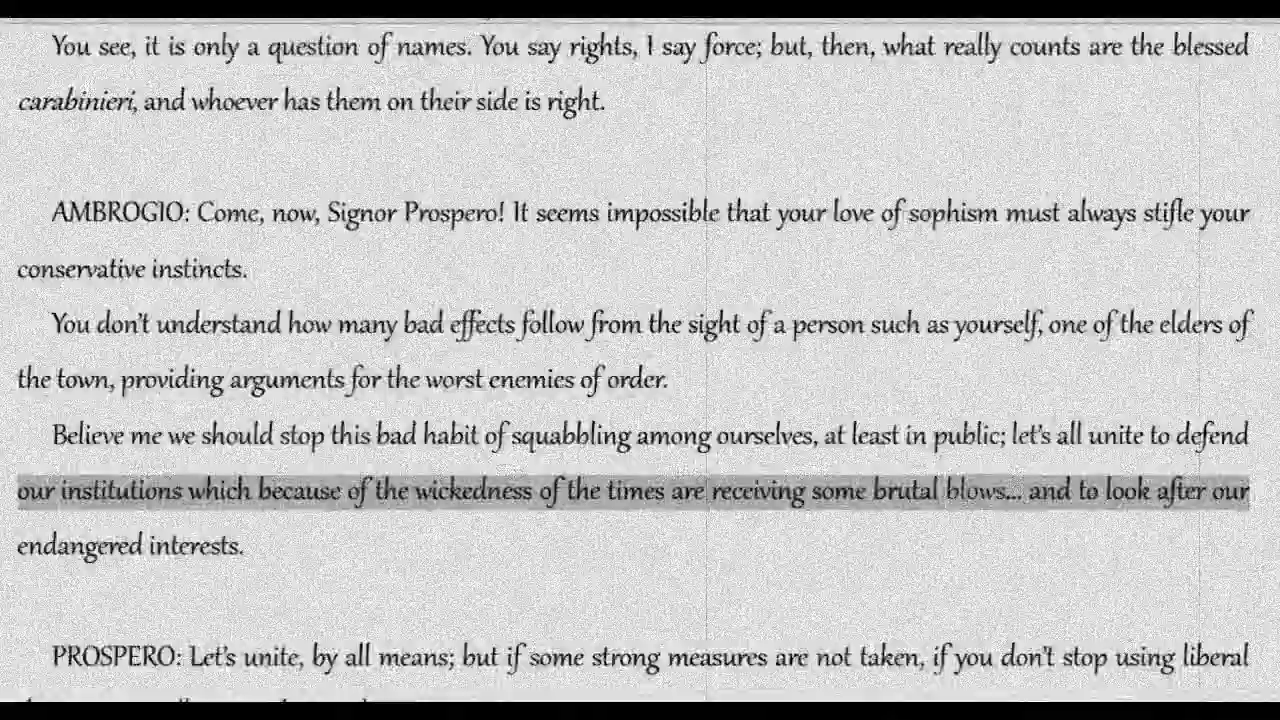 You see, it is only a question of names. You say rights, I say force; but, then, what really counts are the blessed
carabinieri, and whoever has them on their side is right.
AMBROGIO: Come, now, Signor Prospero! It seems impossible that your love of sophism must always stifle your
conservative instincts.
You don't understand how many bad effects follow from the sight of a person such as yourself, one of the elders of
the town, providing arguments for the worst enemies of order.
Believe me we should stop this bad habit of squabbling among ourselves, at least in public; let's all unite to defend
our institutions which because of the wickedness of the times are receiving some brutal blows... and to look after our
endangered interests.
PROSPERO: Let's unite, by all means; but if some strong measures are not taken, if you don't stop using liberal